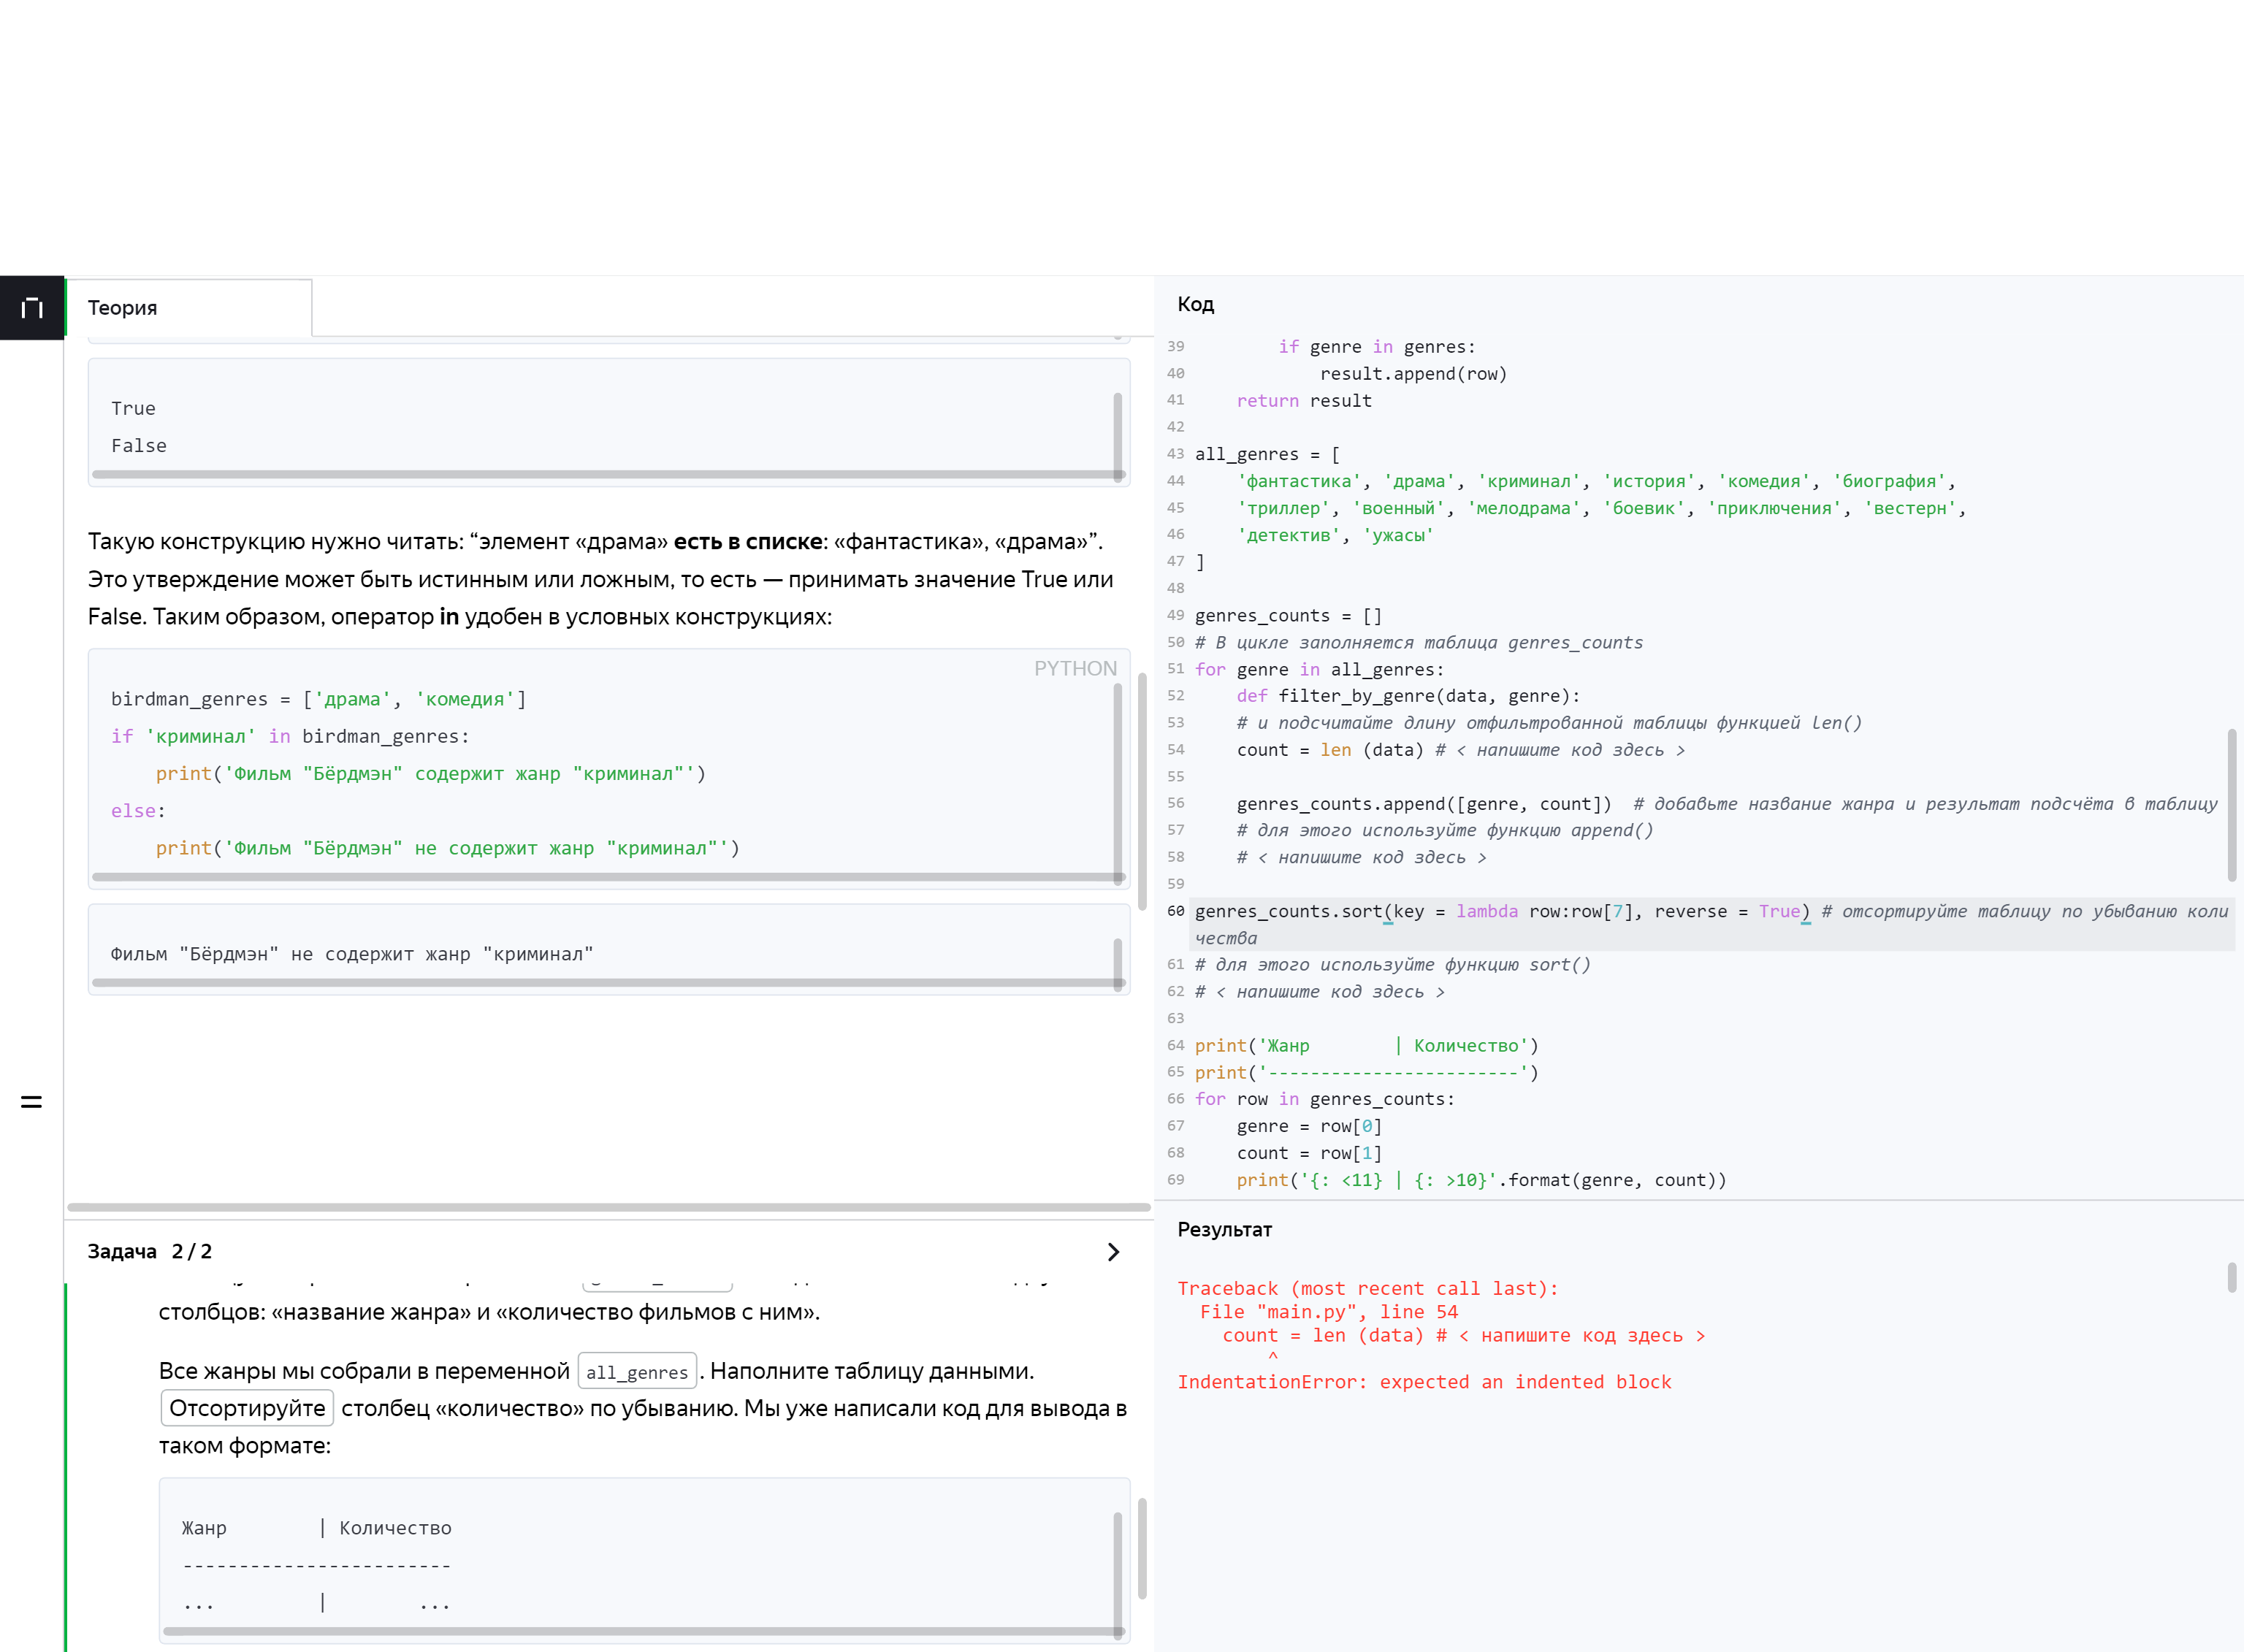 Теория
True
False
Такую конструкцию нужно читать: “элемент «драма» есть в списке: «фантастика», «драма»”.
Это утверждение может быть истинным или ложным, то есть — принимать значение True или
False. Таким образом, оператор in удобен в условных конструкциях:
PYTHON
birdman_genres = ['драма', 'комедия']
if 'криминал' in birdman_genres:
    print('Фильм "Бёрдмэн" содержит жанр "криминал"')
else:
    print('Фильм "Бёрдмэн" не содержит жанр "криминал"')
Фильм "Бёрдмэн" не содержит жанр "криминал"
Задача 2 / 2
столбцов: «название жанра» и «количество фильмов с ним».
Все жанры мы собрали в переменной all_genres . Наполните таблицу данными.
Отсортируйте столбец «количество» по убыванию. Мы уже написали код для вывода в
таком формате:
Жанр        | Количество
------------------------
...         |        ...
Код
39         if genre in genres:
40             result.append(row)
41     return result
42
43 all_genres = [
44     'фантастика', 'драма', 'криминал', 'история', 'комедия', 'биография',
45     'триллер', 'военный', 'мелодрама', 'боевик', 'приключения', 'вестерн',
46     'детектив', 'ужасы'
47 ]
48
49 genres_counts = []
50 # В цикле заполняется таблица genres_counts
51 for genre in all_genres:
52     def filter_by_genre(data, genre):
53     # и подсчитайте длину отфильтрованной таблицы функцией len()
54     count = len (data) # < напишите код здесь >
55
56     genres_counts.append([genre, count])  # добавьте название жанра и результат подсчёта в таблицу
57     # для этого используйте функцию append()
58     # < напишите код здесь >
59
60 genres_counts.sort(key = lambda row:row[7], reverse = True) # отсортируйте таблицу по убыванию коли
чества
61 # для этого используйте функцию sort()
62 # < напишите код здесь >
63
64 print('Жанр        | Количество')
65 print('------------------------')
66 for row in genres_counts:
67     genre = row[0]
68     count = row[1]
69     print('{: <11} | {: >10}'.format(genre, count))
Результат
Traceback (most recent call last):
  File "main.py", line 54
    count = len (data) # < напишите код здесь >
        ^
IndentationError: expected an indented block